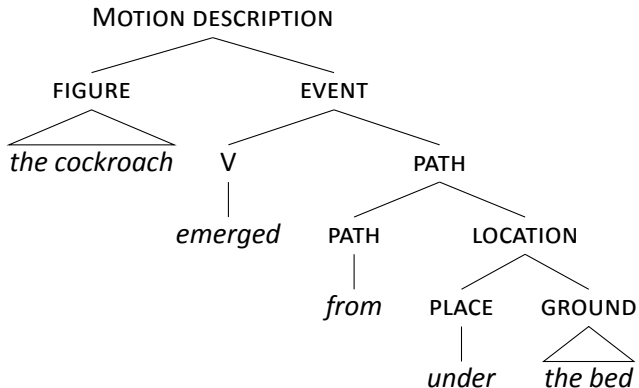 MOTION DESCRIPTION
FIGURE EVENT
the cockroach V PATH
emerged PATH LOCATION
from PLACE GROUND
under the bed